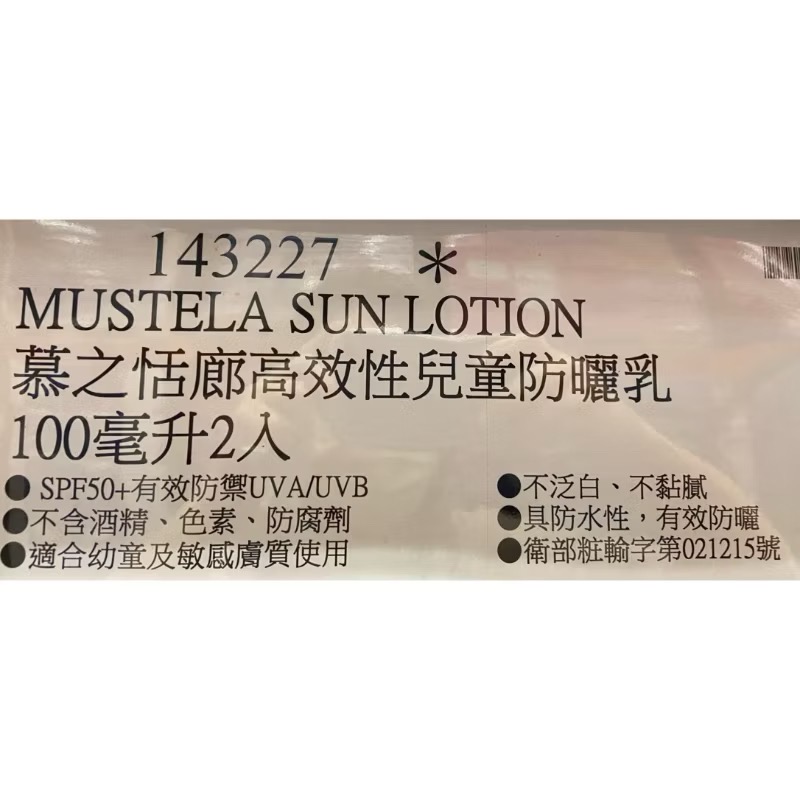 143227 *
MUSTELA SUN LOTION
慕之恬廊高效性兒童防曬乳
100毫升2入
● SPF50+有效防禦UVA/UVB
●不含酒精、色素、防腐劑
●適合幼童及敏感膚質使用
●不泛白、不黏膩
●具防水性，有效防曬
●衛部粧輸字第021215號